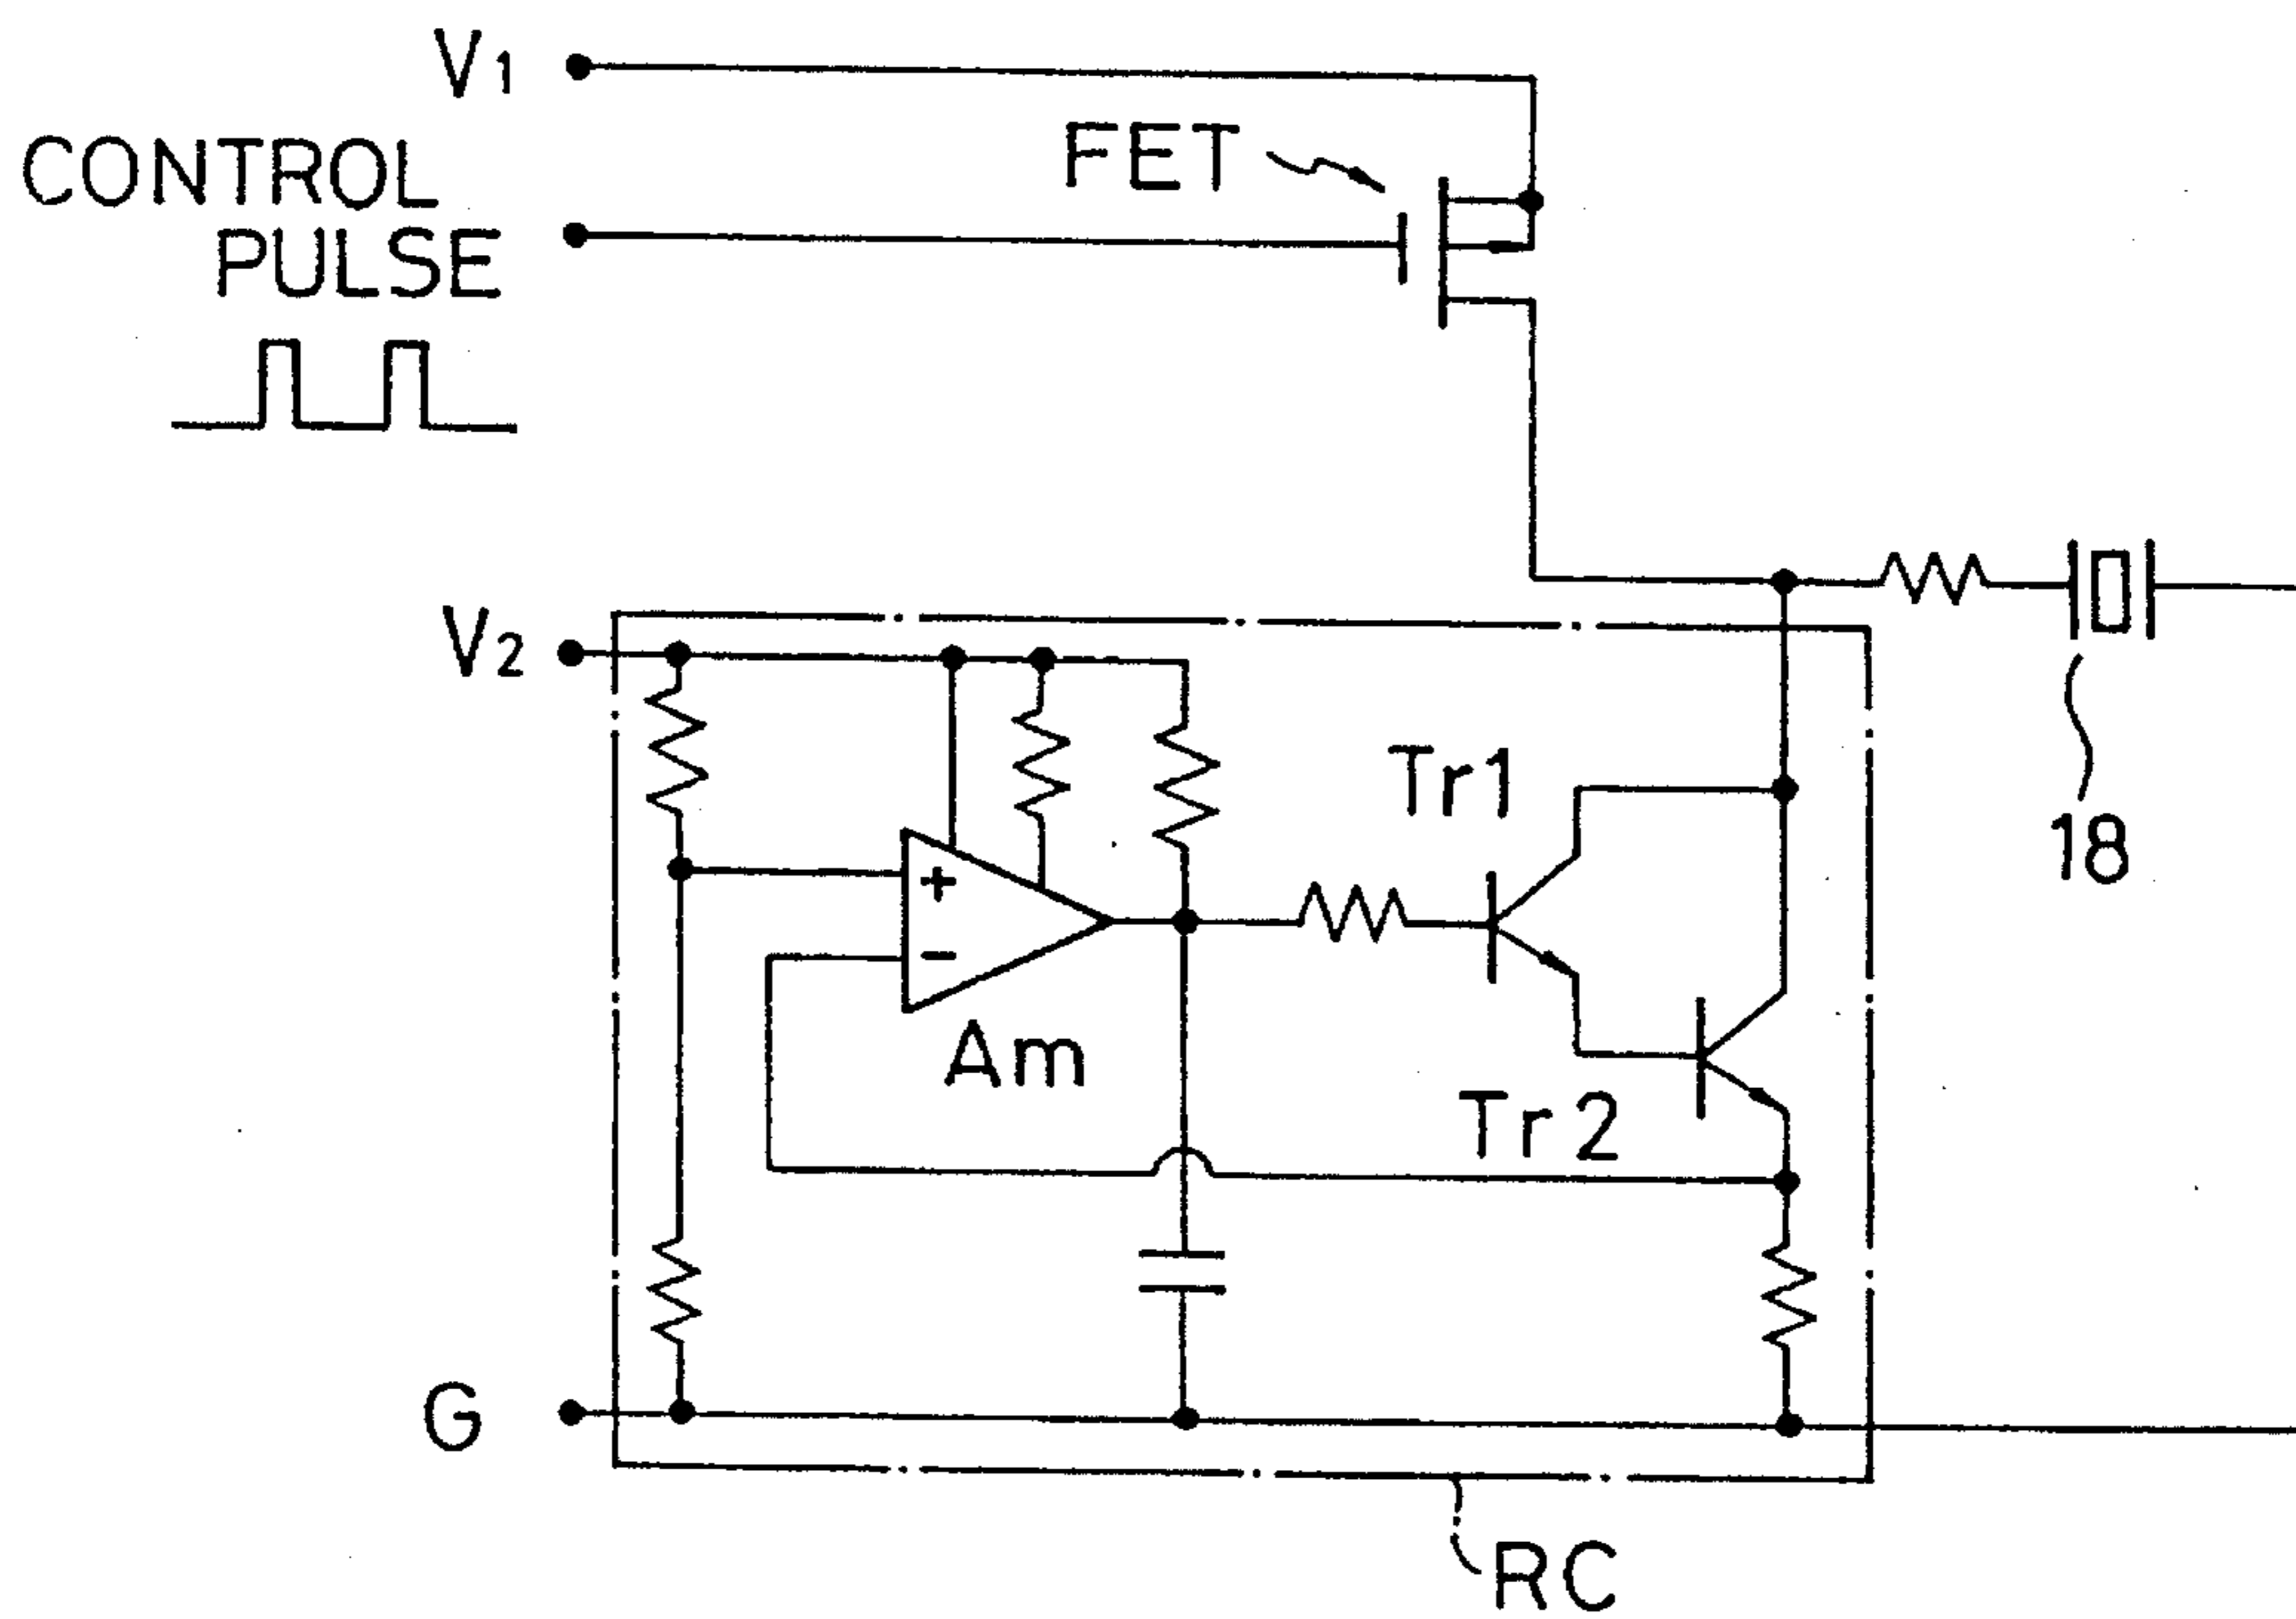 V1
CONTROL
PULSE
FET
V2
Tr1
18
+
-
Am
Tr2
G
RC